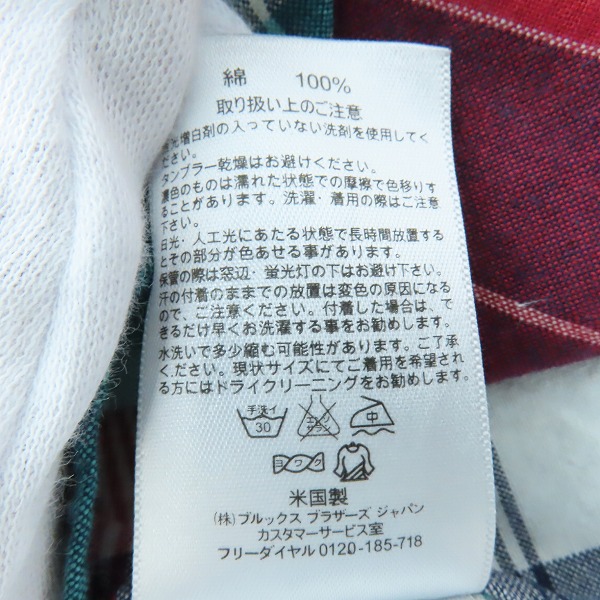 綿 100%
取り扱い上のご注意
蛍光増白剤の入っていない洗剤を使用してく
ださい。
タンブラー乾燥はお避けください。
濃色のものは濡れた状態での摩擦で色移りす
ることがあります。洗濯・着用の際はご注意
下さい。
日光・人工光にあたる状態で長時間放置する
とその部分が色あせる事があります。
保管の際は窓辺・蛍光灯の下はお避け下さい。
汗の付着のままでの放置は変色の原因になる
ので、ご注意ください。付着した場合は、で
きるだけ早くお洗濯する事をお勧めします。
水洗いで多少縮む可能性があります。ご了承
ください。現状サイズにてご着用を希望され
る方にはドライクリーニングをお勧めします。
手洗イ 30 エンソ サラシ 中
ヨワク
米国製
(株) ブルックス ブラザーズ ジャパン
カスタマーサービス室
フリーダイヤル 0120-185-718